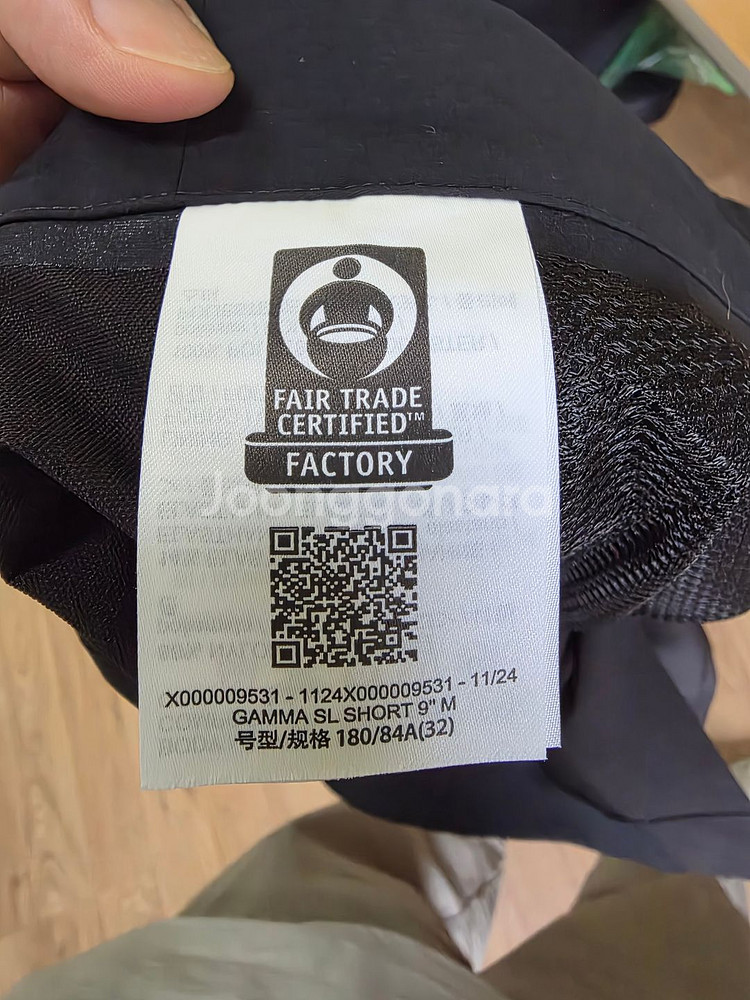 FAIR TRADE
CERTIFIED™
FACTORY
Joonggonara
X000009531 - 1124X000009531 - 11/24
GAMMA SL SHORT 9" M
号型/规格 180/84A(32)